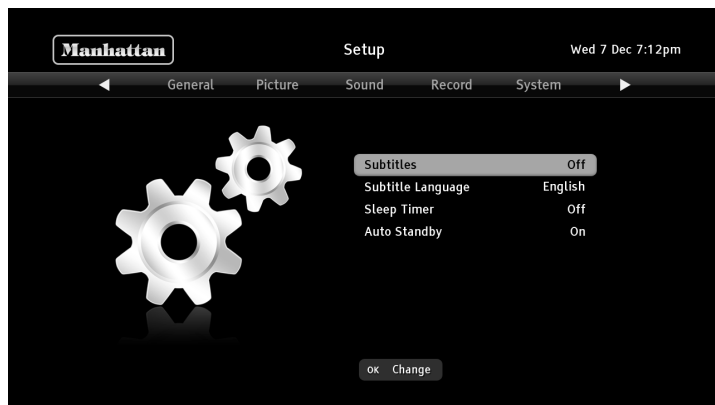 Manhattan Setup Wed 7 Dec 7:12pm
General Picture Sound Record System
Subtitles Off
Subtitle Language English
Sleep Timer Off
Auto Standby On
OK Change